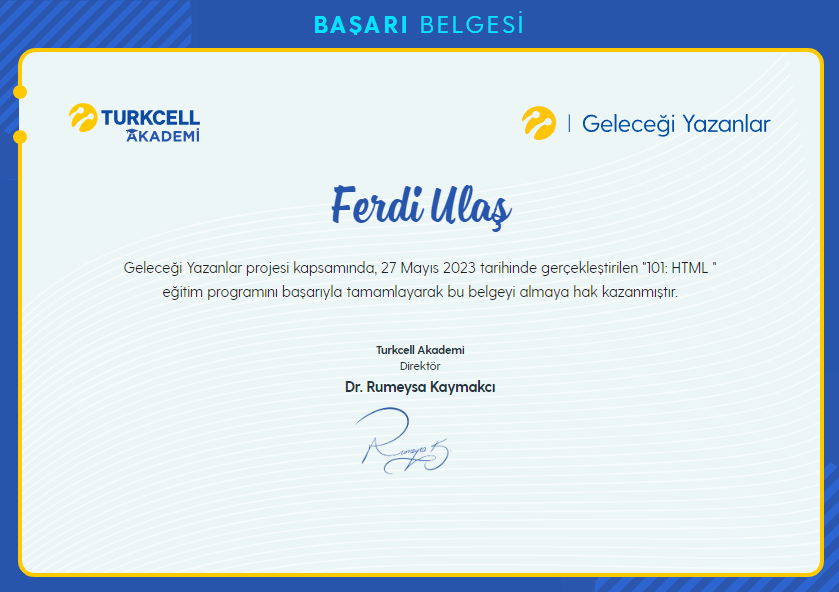 BAŞARI BELGESİ
TURKCELL
AKADEMİ
Geleceği Yazanlar
Ferdi Ulaş
Geleceği Yazanlar projesi kapsamında, 27 Mayıs 2023 tarihinde gerçekleştirilen "101: HTML "
eğitim programını başarıyla tamamlayarak bu belgeyi almaya hak kazanmıştır.
Turkcell Akademi
Direktör
Dr. Rumeysa Kaymakcı